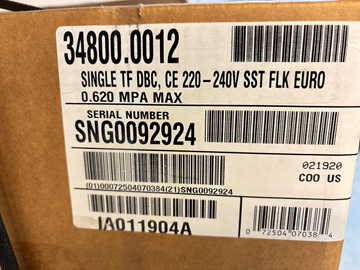 34800.0012
SINGLE TF DBC, CE 220-240V SST FLK EURO
0.620 MPA MAX
SERIAL NUMBER
SNG0092924
021920
COO US
(01)00072504070384(21)SNG0092924
IA011904A
0 72504 07038 4